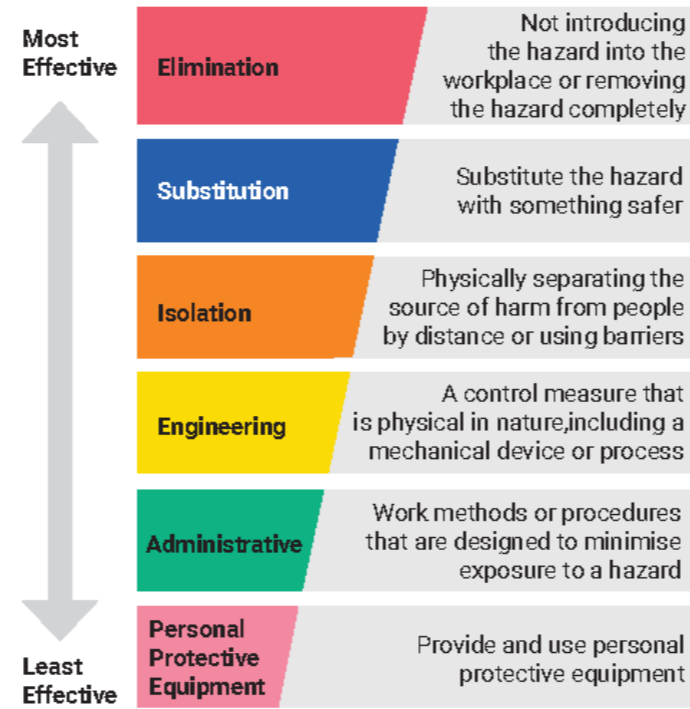 Most
Effective
Elimination
Not introducing
the hazard into the
workplace or removing
the hazard completely
Substitution
Substitute the hazard
with something safer
Isolation
Physically separating the
source of harm from people
by distance or using barriers
Engineering
A control measure that
is physical in nature,including a
mechanical device or process
Administrative
Work methods or procedures
that are designed to minimise
exposure to a hazard
Personal
Protective
Equipment
Provide and use personal
protective equipment
Least
Effective